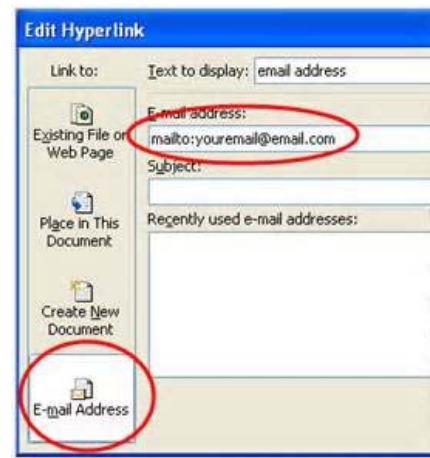 Edit Hyperlink
Link to:
Text to display: email address
Existing File or
Web Page
E-mail address:
mailto:youremail@email.com
Subject:
Place in This
Document
Recently used e-mail addresses:
Create New
Document
E-mail Address